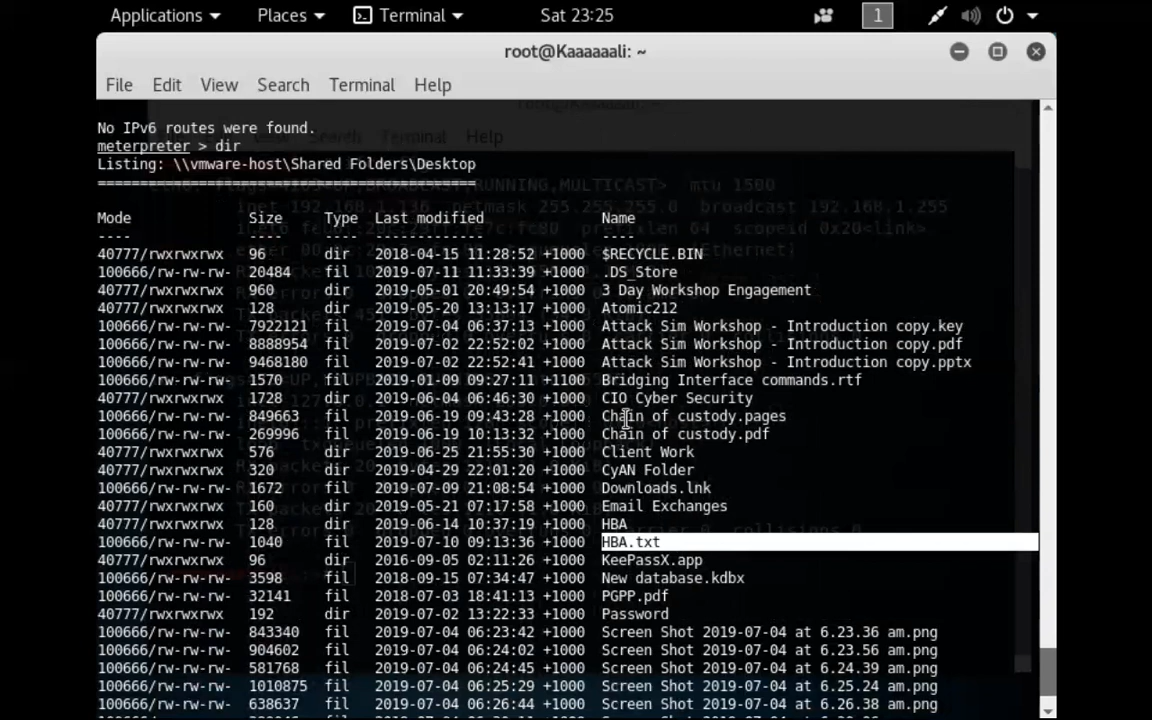 Applications Places Terminal Sat 23:25 1
root@Kaaaaaali: ~
File Edit View Search Terminal Help
No IPv6 routes were found.
meterpreter > dir
Listing: \\vmware-host\Shared Folders\Desktop
=============================================
Mode Size Type Last modified Name
---- ---- ---- ------------- ----
40777/rwxrwxrwx 96 dir 2018-04-15 11:28:52 +1000 $RECYCLE.BIN
100666/rw-rw-rw- 20484 fil 2019-07-11 11:33:39 +1000 .DS_Store
40777/rwxrwxrwx 960 dir 2019-05-01 20:49:54 +1000 3 Day Workshop Engagement
40777/rwxrwxrwx 128 dir 2019-05-20 13:13:17 +1000 Atomic212
100666/rw-rw-rw- 7922121 fil 2019-07-04 06:37:13 +1000 Attack Sim Workshop - Introduction copy.key
100666/rw-rw-rw- 8888954 fil 2019-07-02 22:52:02 +1000 Attack Sim Workshop - Introduction copy.pdf
100666/rw-rw-rw- 9468180 fil 2019-07-02 22:52:41 +1000 Attack Sim Workshop - Introduction copy.pptx
100666/rw-rw-rw- 1570 fil 2019-01-09 09:27:11 +1100 Bridging Interface commands.rtf
40777/rwxrwxrwx 1728 dir 2019-06-04 06:46:30 +1000 CIO Cyber Security
100666/rw-rw-rw- 849663 fil 2019-06-19 09:43:28 +1000 Chain of custody.pages
100666/rw-rw-rw- 269996 fil 2019-06-19 10:13:32 +1000 Chain of custody.pdf
40777/rwxrwxrwx 576 dir 2019-06-25 21:55:30 +1000 Client Work
40777/rwxrwxrwx 320 dir 2019-04-29 22:01:20 +1000 CyAN Folder
100666/rw-rw-rw- 1672 fil 2019-07-09 21:08:54 +1000 Downloads.lnk
40777/rwxrwxrwx 160 dir 2019-05-21 07:17:58 +1000 Email Exchanges
40777/rwxrwxrwx 128 dir 2019-06-14 10:37:19 +1000 HBA
100666/rw-rw-rw- 1040 fil 2019-07-10 09:13:36 +1000 HBA.txt
40777/rwxrwxrwx 96 dir 2016-09-05 02:11:26 +1000 KeePassX.app
100666/rw-rw-rw- 3598 fil 2018-09-15 07:34:47 +1000 New database.kdbx
100666/rw-rw-rw- 32141 fil 2018-07-03 18:41:13 +1000 PGPP.pdf
40777/rwxrwxrwx 192 dir 2019-07-02 13:22:33 +1000 Password
100666/rw-rw-rw- 843340 fil 2019-07-04 06:23:42 +1000 Screen Shot 2019-07-04 at 6.23.36 am.png
100666/rw-rw-rw- 904602 fil 2019-07-04 06:24:02 +1000 Screen Shot 2019-07-04 at 6.23.56 am.png
100666/rw-rw-rw- 581768 fil 2019-07-04 06:24:45 +1000 Screen Shot 2019-07-04 at 6.24.39 am.png
100666/rw-rw-rw- 1010875 fil 2019-07-04 06:25:29 +1000 Screen Shot 2019-07-04 at 6.25.24 am.png
100666/rw-rw-rw- 638637 fil 2019-07-04 06:26:44 +1000 Screen Shot 2019-07-04 at 6.26.38 am.png